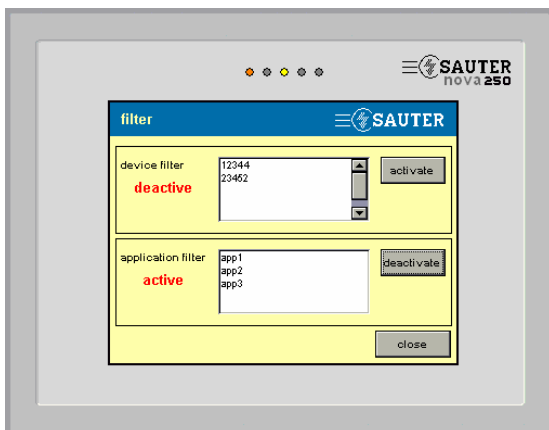 SAUTER
nova 250
filter
SAUTER
device filter
deactive
12344
23452
activate
application filter
active
app1
app2
app3
deactivate
close